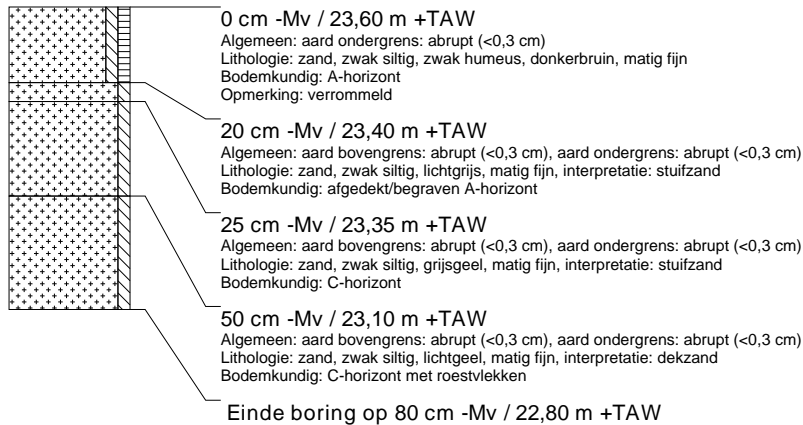 0 cm -Mv / 23,60 m +TAW
Algemeen: aard ondergrens: abrupt (<0,3 cm)
Lithologie: zand, zwak siltig, zwak humeus, donkerbruin, matig fijn
Bodemkundig: A-horizont
Opmerking: verrommeld
20 cm -Mv / 23,40 m +TAW
Algemeen: aard bovengrens: abrupt (<0,3 cm), aard ondergrens: abrupt (<0,3 cm)
Lithologie: zand, zwak siltig, lichtgrijs, matig fijn, interpretatie: stuifzand
Bodemkundig: afgedekt/begraven A-horizont
25 cm -Mv / 23,35 m +TAW
Algemeen: aard bovengrens: abrupt (<0,3 cm), aard ondergrens: abrupt (<0,3 cm)
Lithologie: zand, zwak siltig, grijsgeel, matig fijn, interpretatie: stuifzand
Bodemkundig: C-horizont
50 cm -Mv / 23,10 m +TAW
Algemeen: aard bovengrens: abrupt (<0,3 cm), aard ondergrens: abrupt (<0,3 cm)
Lithologie: zand, zwak siltig, lichtgeel, matig fijn, interpretatie: dekzand
Bodemkundig: C-horizont met roestvlekken
Einde boring op 80 cm -Mv / 22,80 m +TAW